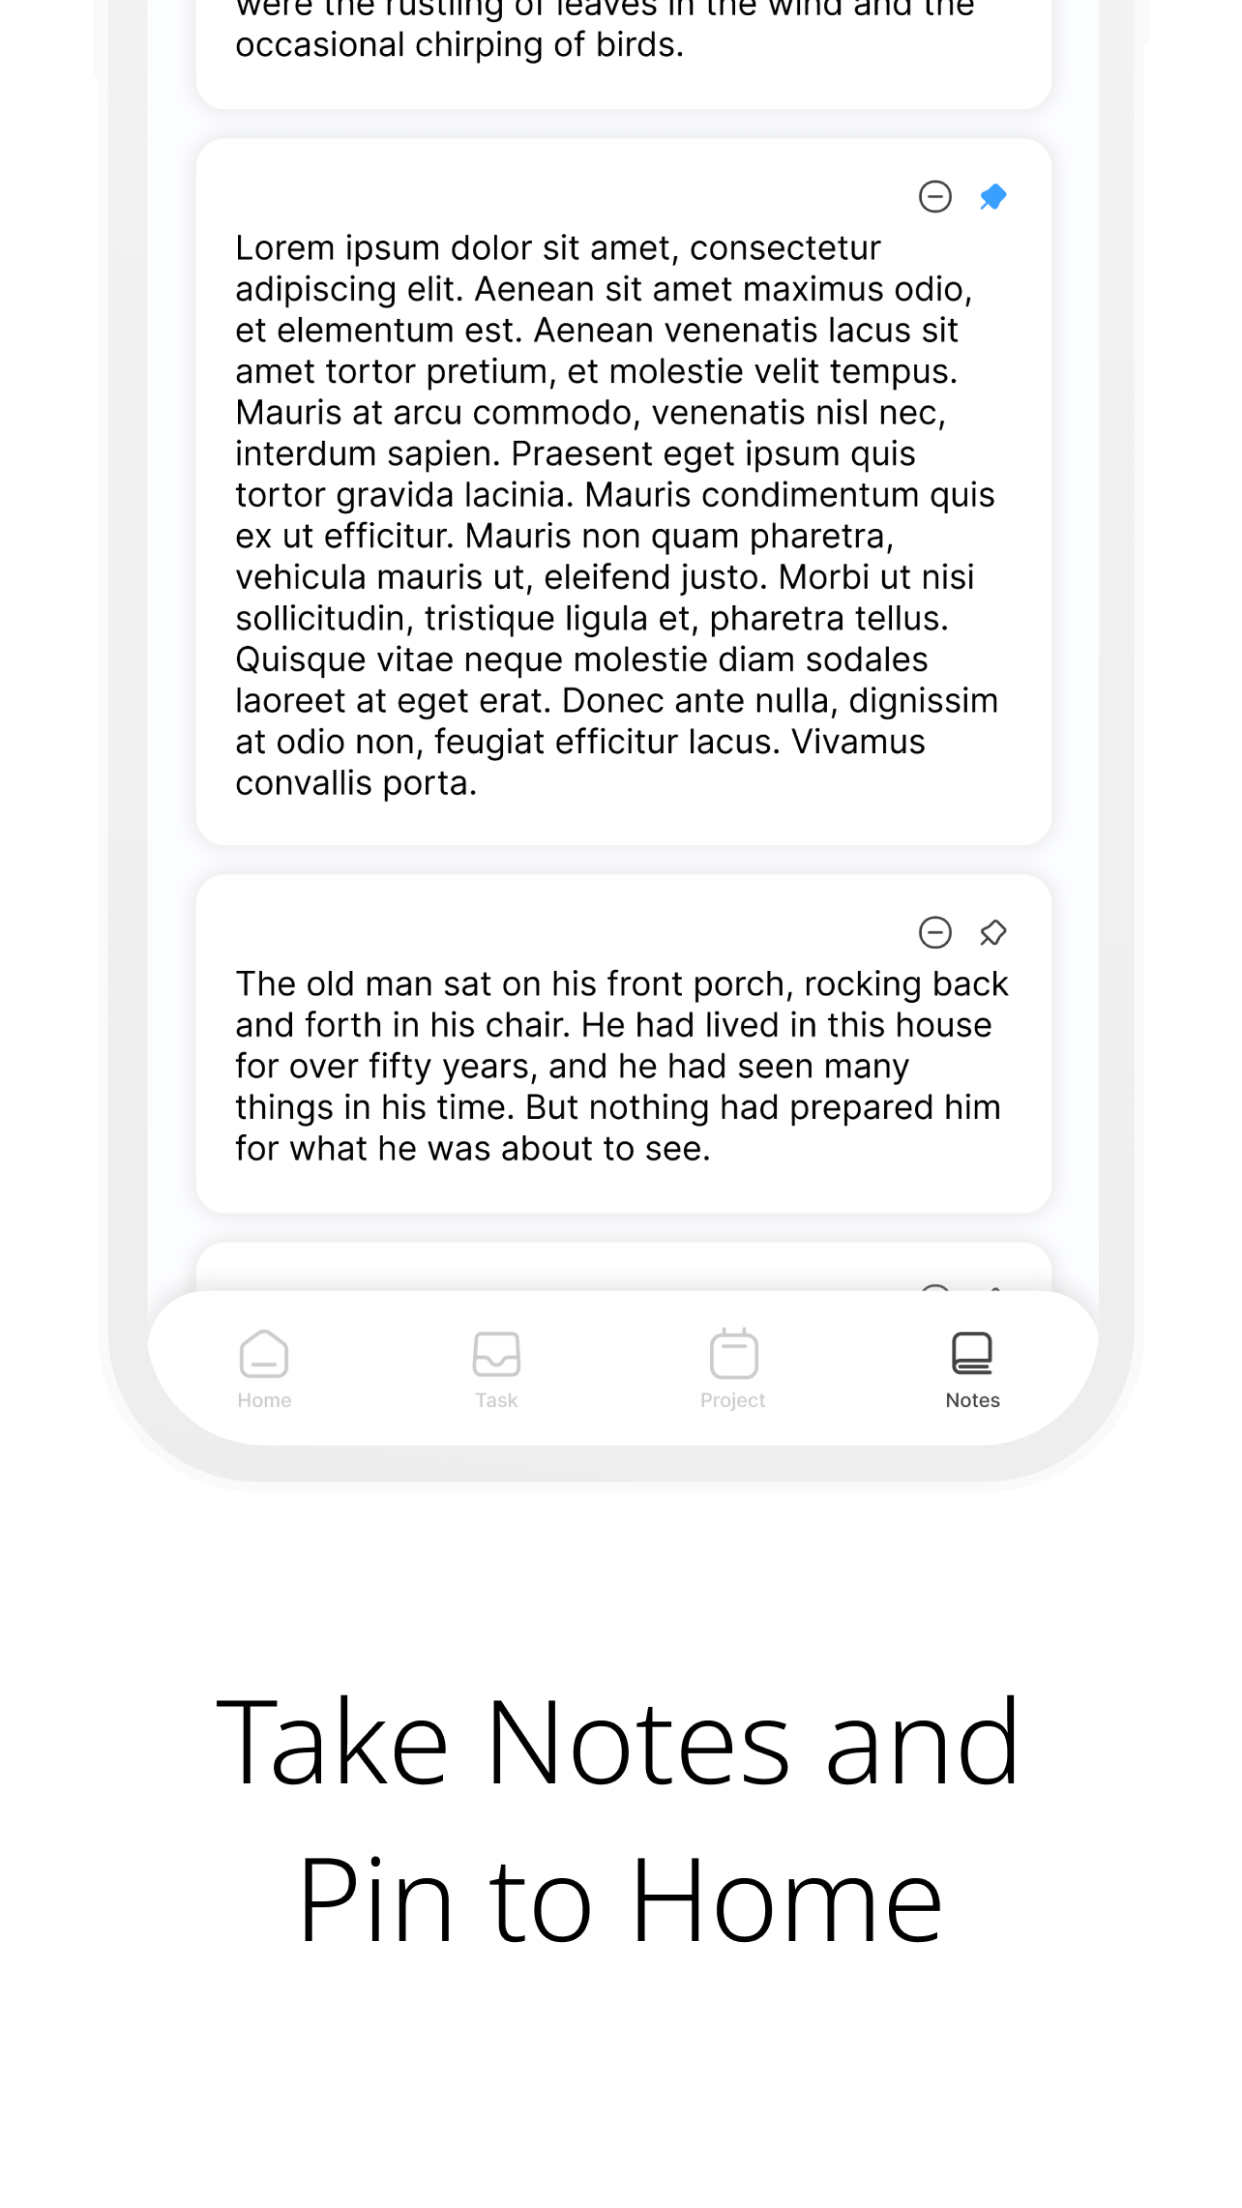 were the rustling of leaves in the wind and the
occasional chirping of birds.
Lorem ipsum dolor sit amet, consectetur
adipiscing elit. Aenean sit amet maximus odio,
et elementum est. Aenean venenatis lacus sit
amet tortor pretium, et molestie velit tempus.
Mauris at arcu commodo, venenatis nisl nec,
interdum sapien. Praesent eget ipsum quis
tortor gravida lacinia. Mauris condimentum quis
ex ut efficitur. Mauris non quam pharetra,
vehicula mauris ut, eleifend justo. Morbi ut nisi
sollicitudin, tristique ligula et, pharetra tellus.
Quisque vitae neque molestie diam sodales
laoreet at eget erat. Donec ante nulla, dignissim
at odio non, feugiat efficitur lacus. Vivamus
convallis porta.
The old man sat on his front porch, rocking back
and forth in his chair. He had lived in this house
for over fifty years, and he had seen many
things in his time. But nothing had prepared him
for what he was about to see.
Home Task Project Notes
Take Notes and
Pin to Home